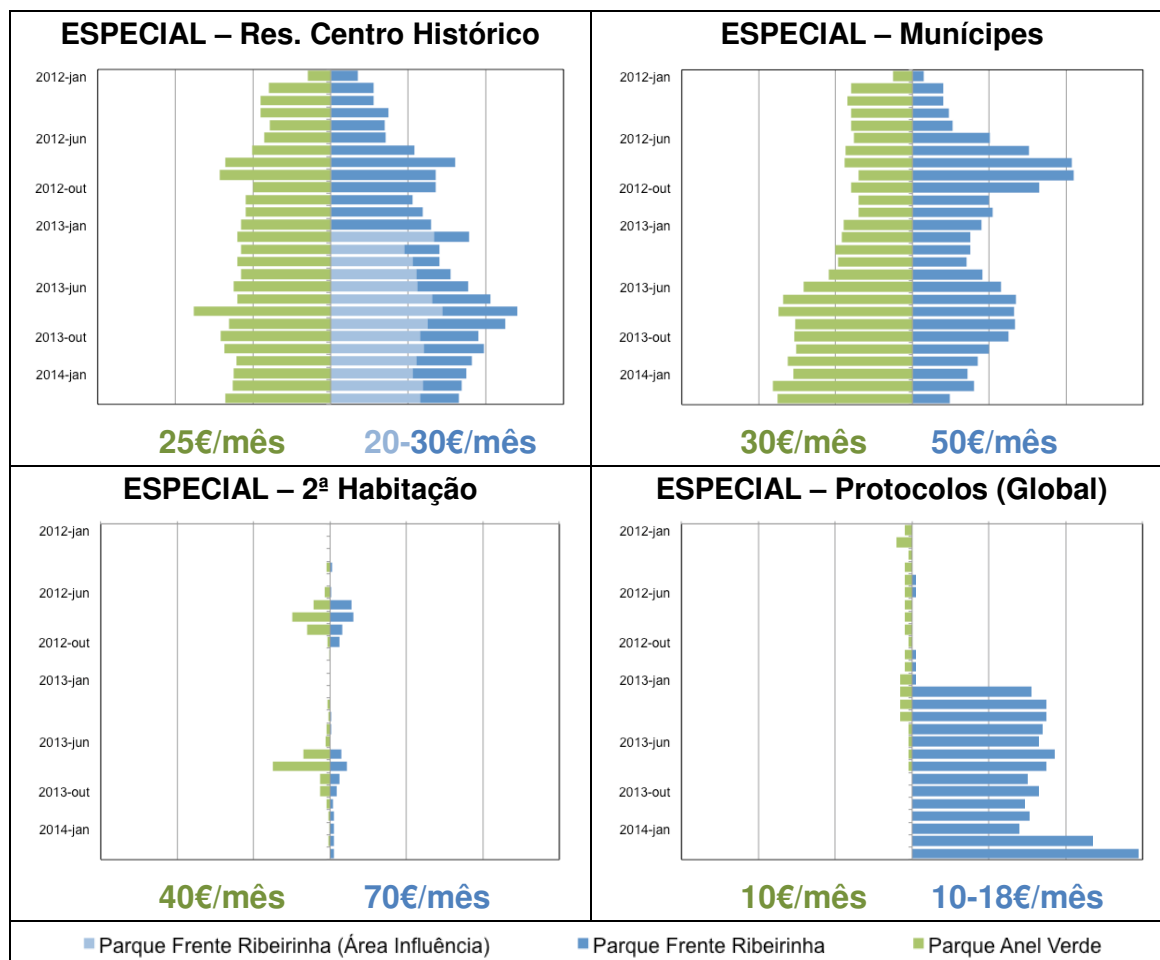 ESPECIAL – Res. Centro Histórico
2012-jan
2012-jun
2012-out
2013-jan
2013-jun
2013-out
2014-jan
25€/mês 20-30€/mês
ESPECIAL – Munícipes
2012-jan
2012-jun
2012-out
2013-jan
2013-jun
2013-out
2014-jan
30€/mês 50€/mês
ESPECIAL – 2ª Habitação
2012-jan
2012-jun
2012-out
2013-jan
2013-jun
2013-out
2014-jan
40€/mês 70€/mês
ESPECIAL – Protocolos (Global)
2012-jan
2012-jun
2012-out
2013-jan
2013-jun
2013-out
2014-jan
10€/mês 10-18€/mês
Parque Frente Ribeirinha (Área Influência) Parque Frente Ribeirinha Parque Anel Verde